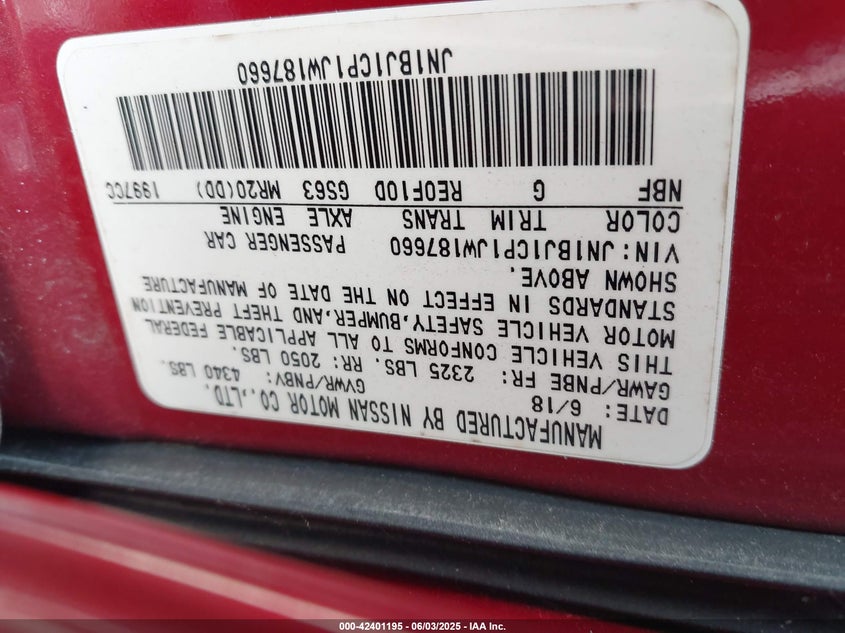 MANUFACTURED BY NISSAN MOTOR CO.,LTD.
DATE: 6/18 GVWR/PNBV: 4340 LBS.
GAWR/PNBE FR: 2325 LBS. RR: 2050 LBS.
THIS VEHICLE CONFORMS TO ALL APPLICABLE FEDERAL
MOTOR VEHICLE SAFETY,BUMPER,AND THEFT PREVENTION
STANDARDS IN EFFECT ON THE DATE OF MANUFACTURE
SHOWN ABOVE.
VIN:JN1BJ1CP1JW187660 PASSENGER CAR
COLOR TRIM TRANS AXLE ENGINE
NBF G RE0F10D GS63 MR20(DD) 1997CC
JN1BJ1CP1JW187660
000-42401195 - 06/03/2025 - IAA Inc.